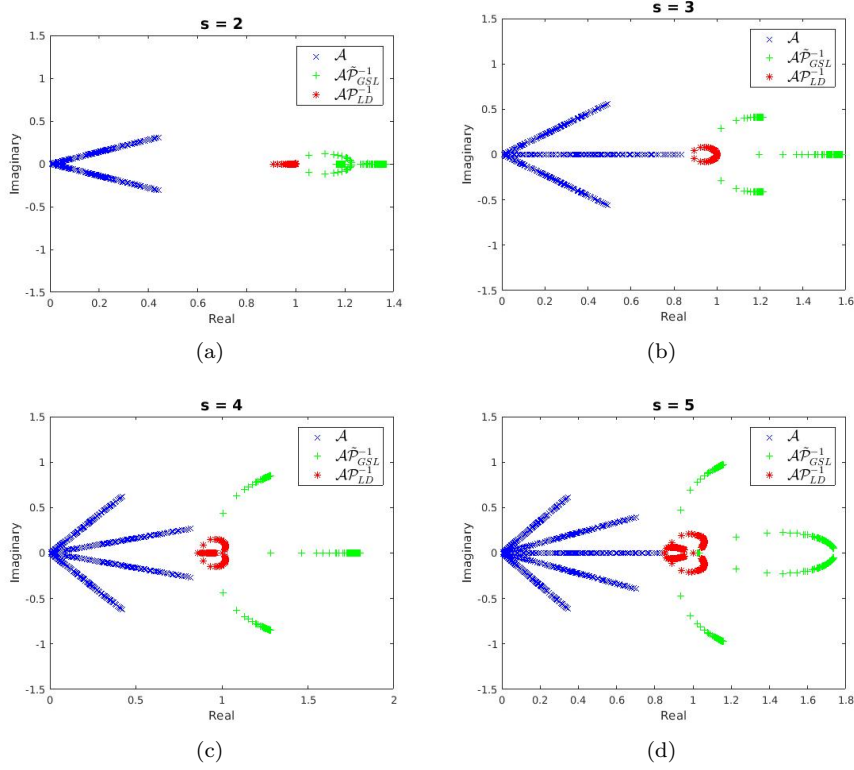 s = 2
1.5
1
0.5
0
-0.5
-1
-1.5
Imaginary
0 0.2 0.4 0.6 0.8 1 1.2 1.4
Real
𝒜
𝒜𝒫̃⁻¹_GSL
𝒜𝒫⁻¹_LD
(a)
s = 3
1.5
1
0.5
0
-0.5
-1
-1.5
Imaginary
0 0.2 0.4 0.6 0.8 1 1.2 1.4 1.6
Real
𝒜
𝒜𝒫̃⁻¹_GSL
𝒜𝒫⁻¹_LD
(b)
s = 4
1.5
1
0.5
0
-0.5
-1
-1.5
Imaginary
0 0.5 1 1.5 2
Real
𝒜
𝒜𝒫̃⁻¹_GSL
𝒜𝒫⁻¹_LD
(c)
s = 5
1.5
1
0.5
0
-0.5
-1
-1.5
Imaginary
0 0.2 0.4 0.6 0.8 1 1.2 1.4 1.6 1.8
Real
𝒜
𝒜𝒫̃⁻¹_GSL
𝒜𝒫⁻¹_LD
(d)